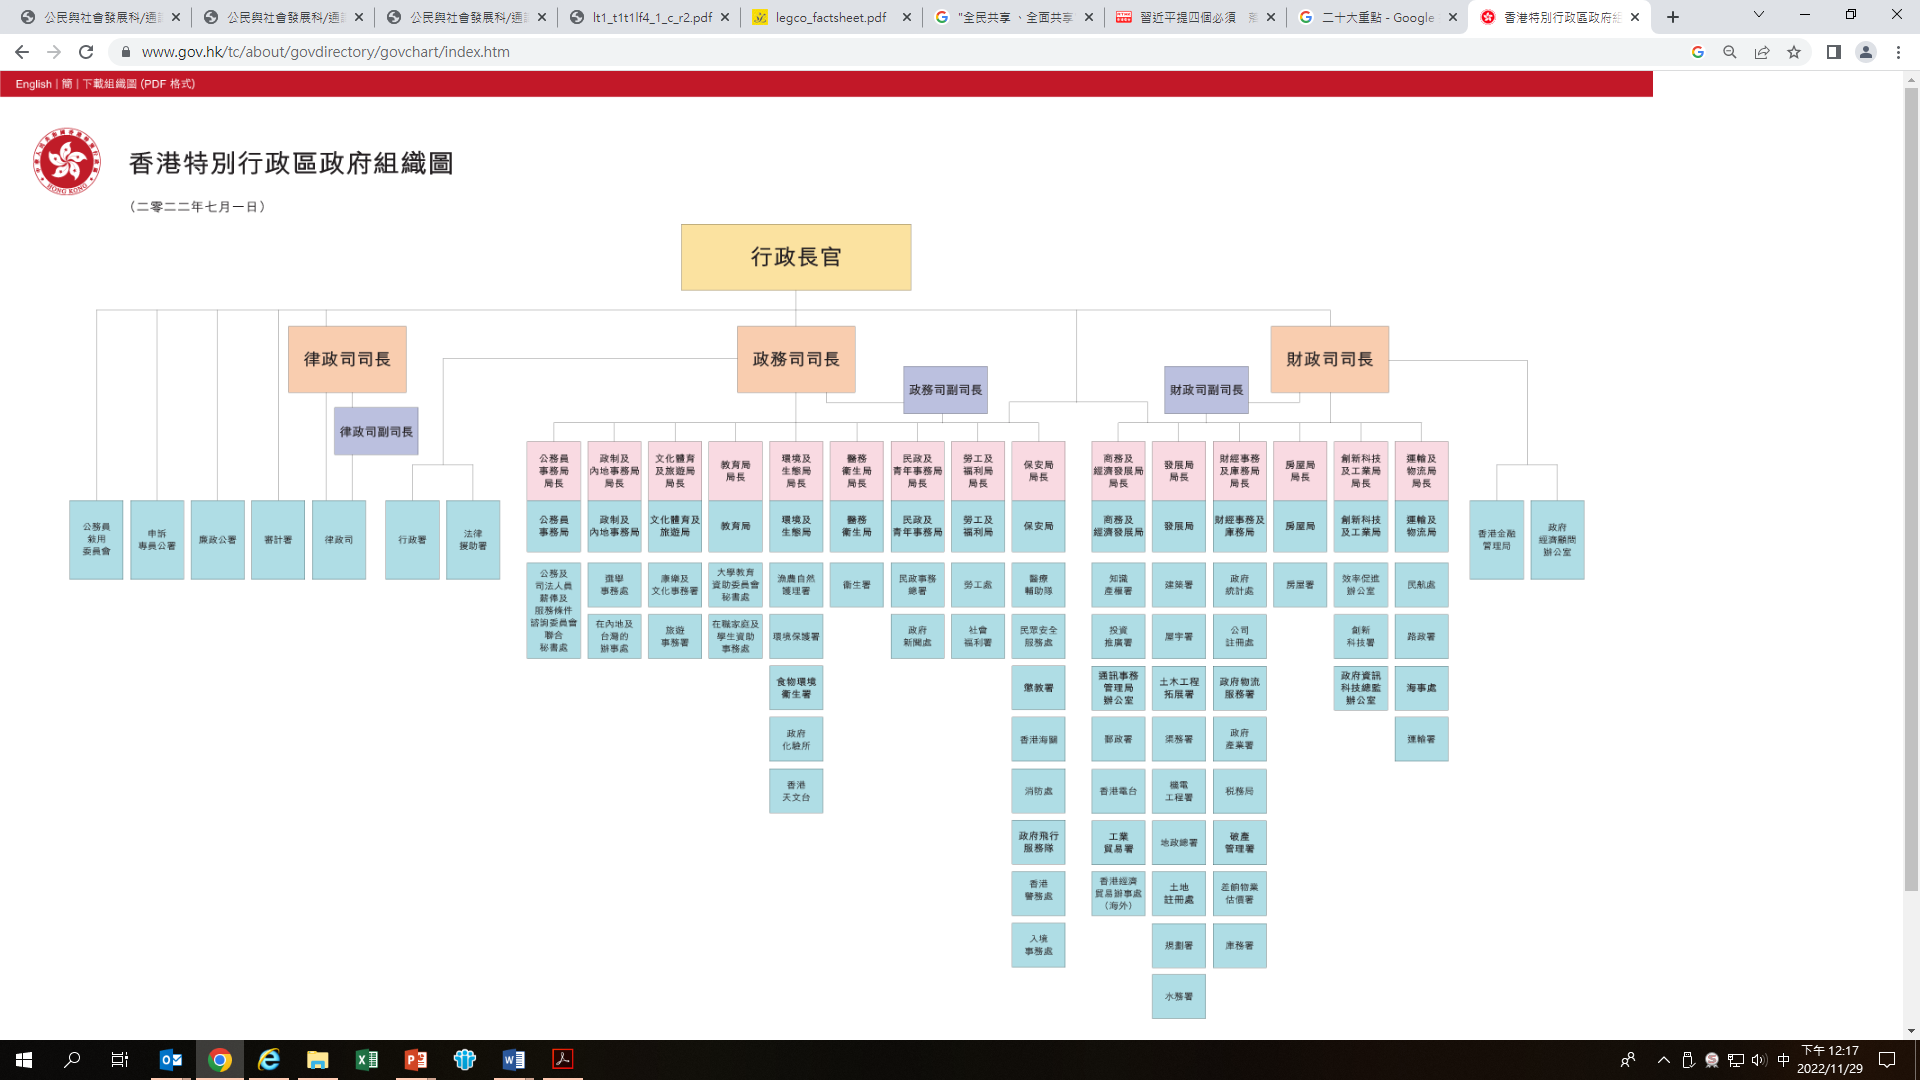 公民與社會發展科/通
公民與社會發展科/通
公民與社會發展科/通
lt1_t1t1lf4_1_c_r2.pdf
legco_factsheet.pdf
"全民共享、全面共享
習近平提四個必須
二十大重點 - Google
香港特別行政區政府組
www.gov.hk/tc/about/govdirectory/govchart/index.htm
English | 簡 | 下載組織圖 (PDF 格式)
香港特別行政區政府組織圖
（二零二二年七月一日）
行政長官
律政司司長
政務司司長
財政司司長
政務司副司長
財政司副司長
律政司副司長
公務員
事務局
局長
政制及
內地事務局
局長
文化體育
及旅遊局
局長
教育局
局長
環境及
生態局
局長
醫務
衞生局
局長
民政及
青年事務局
局長
勞工及
福利局
局長
保安局
局長
商務及
經濟發展局
局長
發展局
局長
財經事務
及庫務局
局長
房屋局
局長
創新科技
及工業局
局長
運輸及
物流局
局長
公務員
敍用
委員會
申訴
專員公署
廉政公署
審計署
律政司
行政署
法律
援助署
公務員
事務局
政制及
內地事務局
文化體育及
旅遊局
教育局
環境及
生態局
醫務
衞生局
民政及
青年事務局
勞工及
福利局
保安局
商務及
經濟發展局
發展局
財經事務及
庫務局
房屋局
創新科技
及工業局
運輸及
物流局
香港金融
管理局
政府
經濟顧問
辦公室
公務及
司法人員
薪俸及
服務條件
諮詢委員會
聯合
秘書處
選舉
事務處
康樂及
文化事務署
大學教育
資助委員會
秘書處
漁農自然
護理署
衞生署
民政事務
總署
勞工處
醫療
輔助隊
知識
產權署
建築署
政府
統計處
房屋署
效率促進
辦公室
民航處
在內地及
台灣的
辦事處
旅遊
事務署
在職家庭及
學生資助
事務處
環境保護署
政府
新聞處
社會
福利署
民眾安全
服務處
投資
推廣署
屋宇署
公司
註冊處
創新
科技署
路政署
食物環境
衞生署
懲教署
通訊事務
管理局
辦公室
土木工程
拓展署
政府物流
服務署
政府資訊
科技總監
辦公室
海事處
政府
化驗所
香港海關
郵政署
渠務署
政府
產業署
運輸署
香港
天文台
消防處
香港電台
機電
工程署
稅務局
政府飛行
服務隊
工業
貿易署
地政總署
破產
管理署
香港
警務處
香港經濟
貿易辦事處
（海外）
土地
註冊處
差餉物業
估價署
入境
事務處
規劃署
庫務署
水務署
中
下午 12:17
2022/11/29